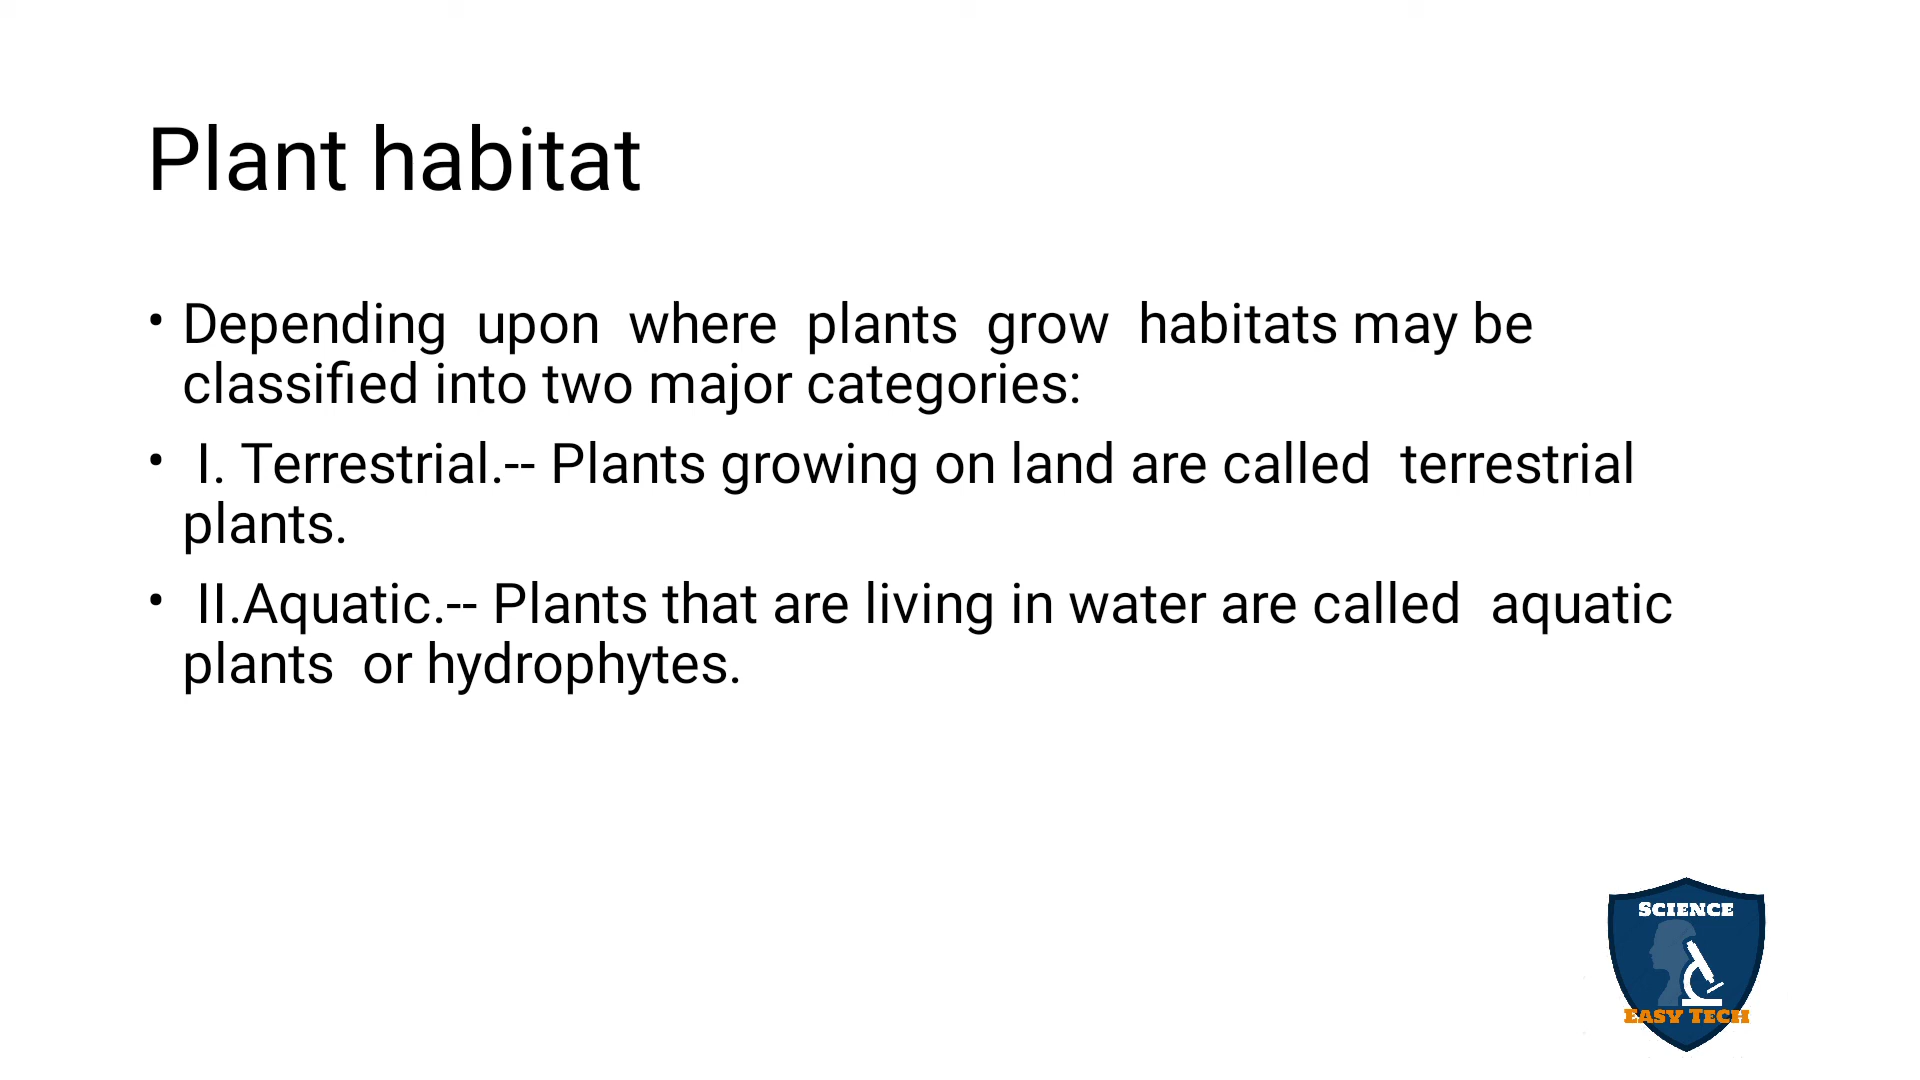 Plant habitat
• Depending upon where plants grow habitats may be
classified into two major categories:
• I. Terrestrial.-- Plants growing on land are called terrestrial
plants.
• II.Aquatic.-- Plants that are living in water are called aquatic
plants or hydrophytes.
SCIENCE
EASY TECH